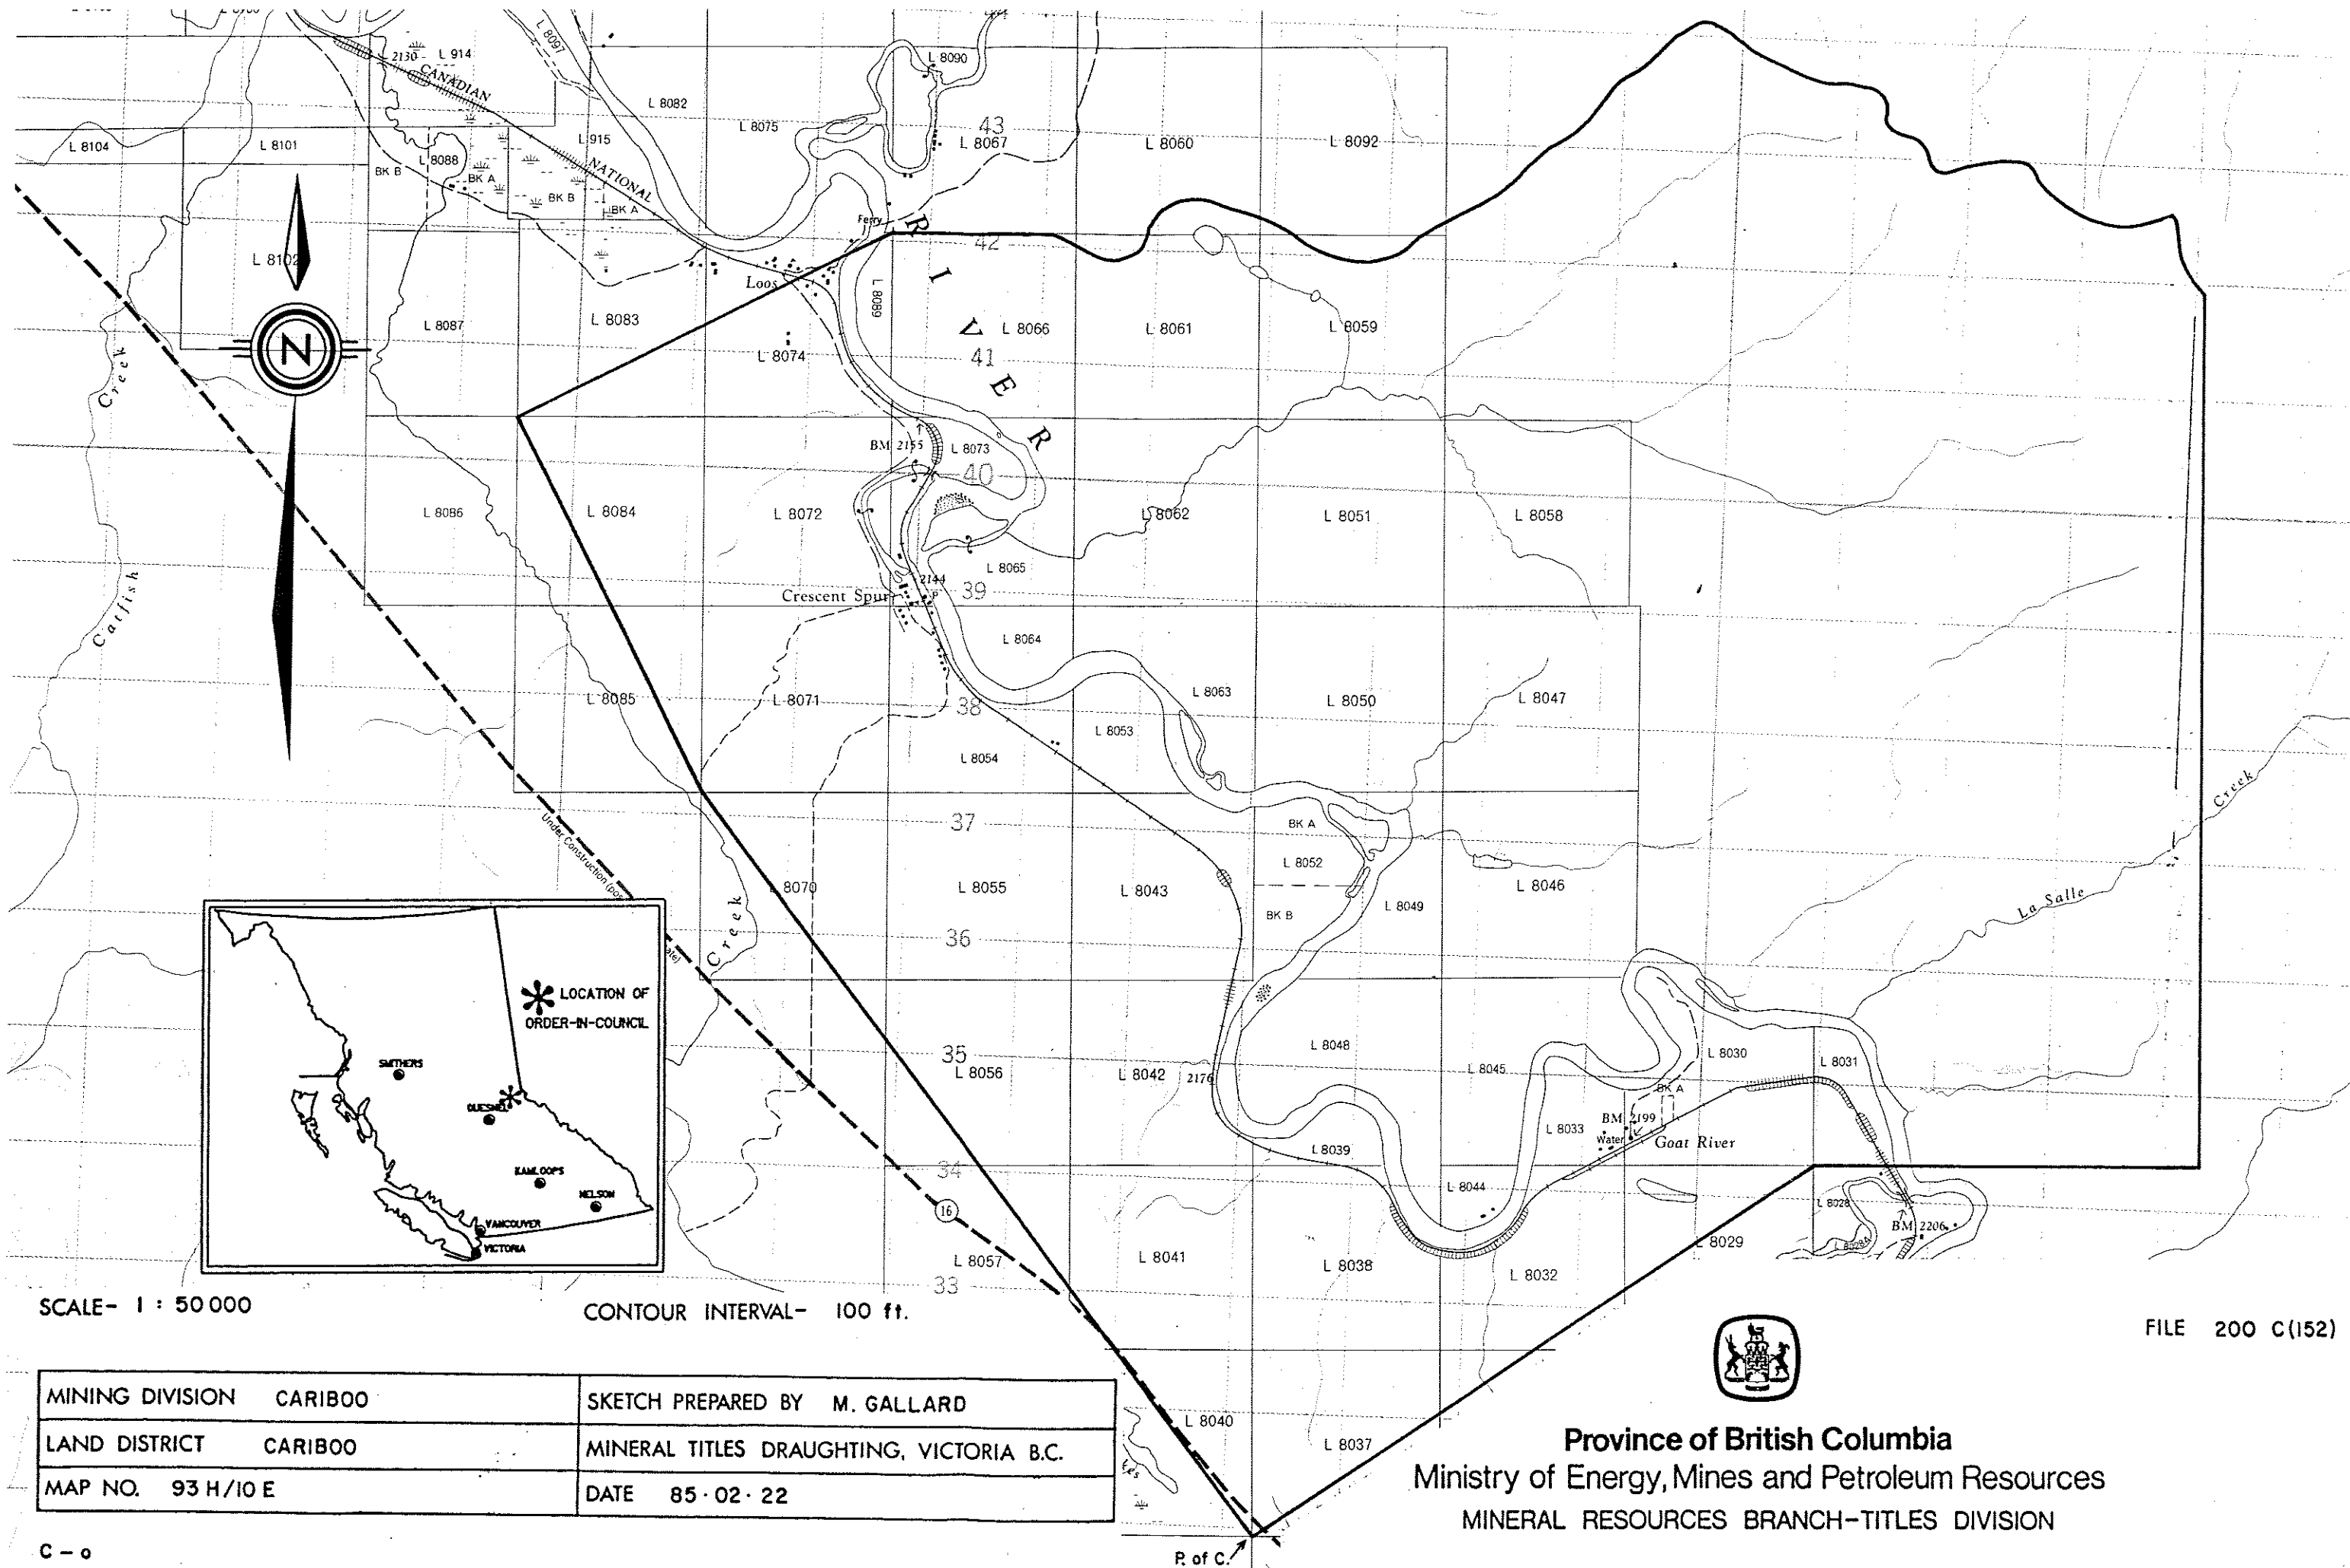 L 8097
L 8090
2130
L 914
CANADIAN
L 8082
L 8075
43
L 8067
L 8060
L 8092
L 8104
L 8101
L 915
L 8088
NATIONAL
BK B
BK A
BK B
BK A
Ferry
RIVER
42
L 8102
Loos
L 8089
L 8087
L 8083
L 8074
L 8066
L 8061
L 8059
41
N
Creek
BM 2155
L 8073
40
L 8086
L 8084
L 8072
L 8062
L 8051
L 8058
Catfish
L 8065
2144
39
Crescent Spur
L 8064
L 8085
L 8071
38
L 8063
L 8050
L 8047
L 8053
L 8054
Creek
37
BK A
Under Construction
L 8052
L 8070
L 8055
L 8043
L 8046
BK B
L 8049
La Salle
Creek
36
LOCATION OF
ORDER-IN-COUNCIL
SMITHERS
QUESNEL
KAMLOOPS
NELSON
VANCOUVER
VICTORIA
35
L 8056
L 8042
2176
L 8048
L 8045
L 8030
L 8031
BK A
BM 2199
L 8033
Water
Goat River
L 8039
34
L 8044
16
L 8028
BM 2206
L 8028A
L 8057
L 8041
L 8038
L 8032
L 8029
33
SCALE- 1 : 50 000
CONTOUR INTERVAL- 100 ft.
FILE 200 C(152)
MINING DIVISION CARIBOO
SKETCH PREPARED BY M. GALLARD
LAND DISTRICT CARIBOO
MINERAL TITLES DRAUGHTING, VICTORIA B.C.
MAP NO. 93 H/10 E
DATE 85·02·22
L 8040
L 8037
Province of British Columbia
Ministry of Energy, Mines and Petroleum Resources
MINERAL RESOURCES BRANCH-TITLES DIVISION
P. of C.
C-o